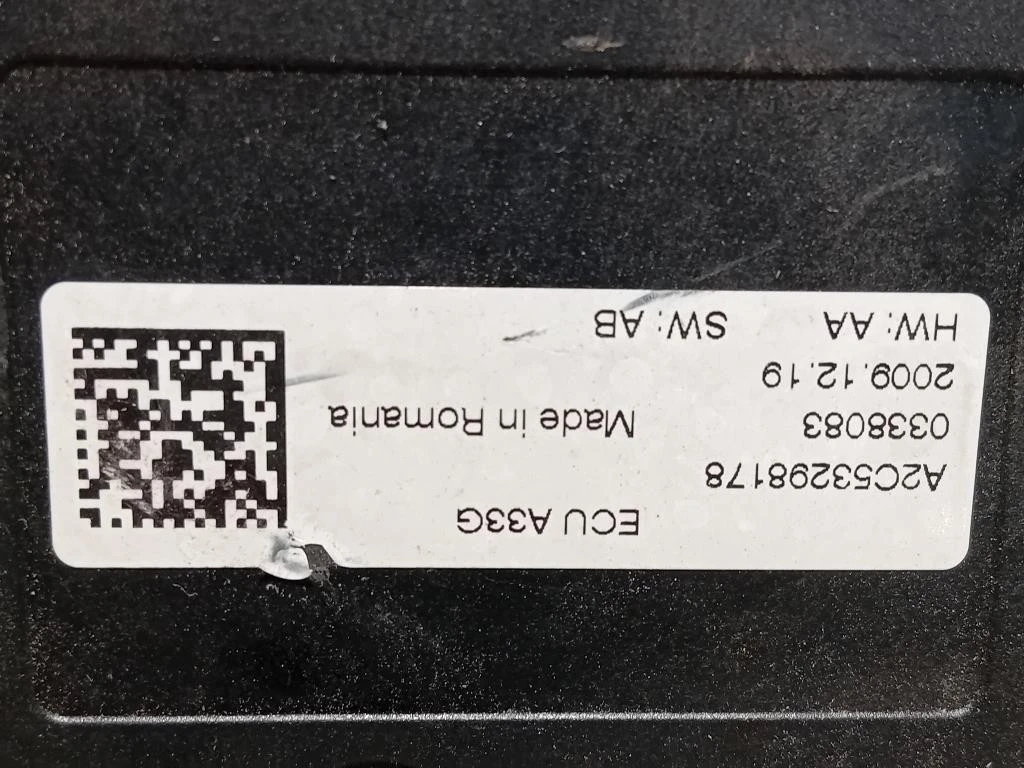 ECU A33G
A2C53298178
0338083 Made in Romania
2009.12.19
HW: AA SW: AB